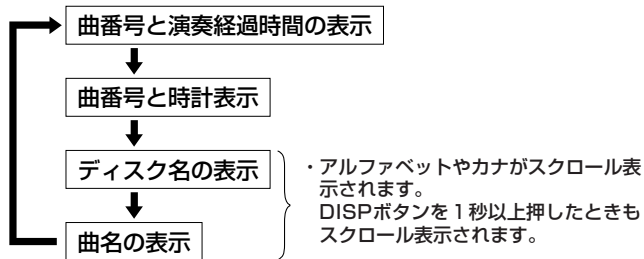 曲番号と演奏経過時間の表示
曲番号と時計表示
ディスク名の表示
曲名の表示
・アルファベットやカナがスクロール表
示されます。
DISPボタンを1秒以上押したときも
スクロール表示されます。